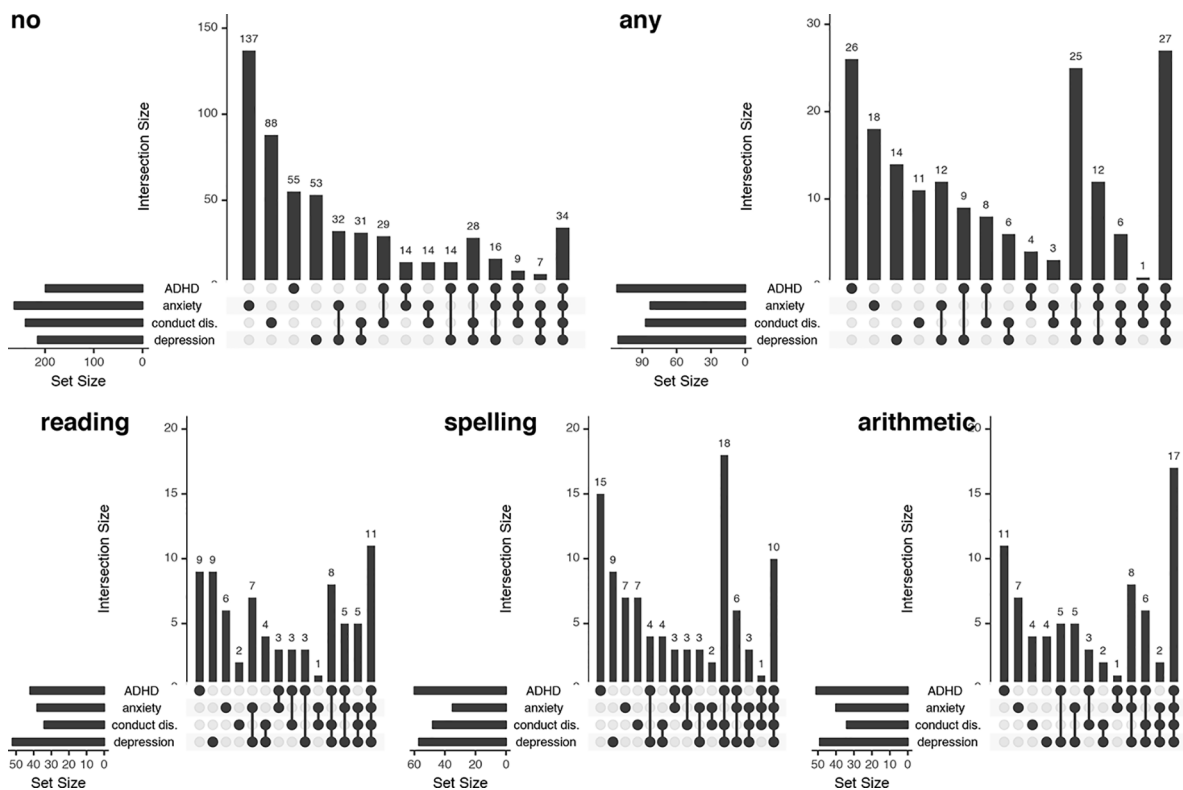 no
Intersection Size
150
100
50
0
137
88
55
53
32
31
29
14
14
14
28
16
9
7
34
ADHD
anxiety
conduct dis.
depression
200 100 0
Set Size
any
Intersection Size
30
20
10
0
26
18
14
11
12
9
8
6
4
3
25
12
6
1
27
ADHD
anxiety
conduct dis.
depression
90 60 30 0
Set Size
reading
Intersection Size
20
15
10
5
0
9
9
6
2
7
4
3
3
3
1
8
5
5
11
ADHD
anxiety
conduct dis.
depression
50 40 30 20 10 0
Set Size
spelling
Intersection Size
20
15
10
5
0
15
9
7
7
4
4
3
3
3
2
18
6
3
1
10
ADHD
anxiety
conduct dis.
depression
60 40 20 0
Set Size
arithmetic
Intersection Size
20
15
10
5
0
11
7
4
4
5
5
3
2
1
8
6
2
17
ADHD
anxiety
conduct dis.
depression
50 40 30 20 10 0
Set Size